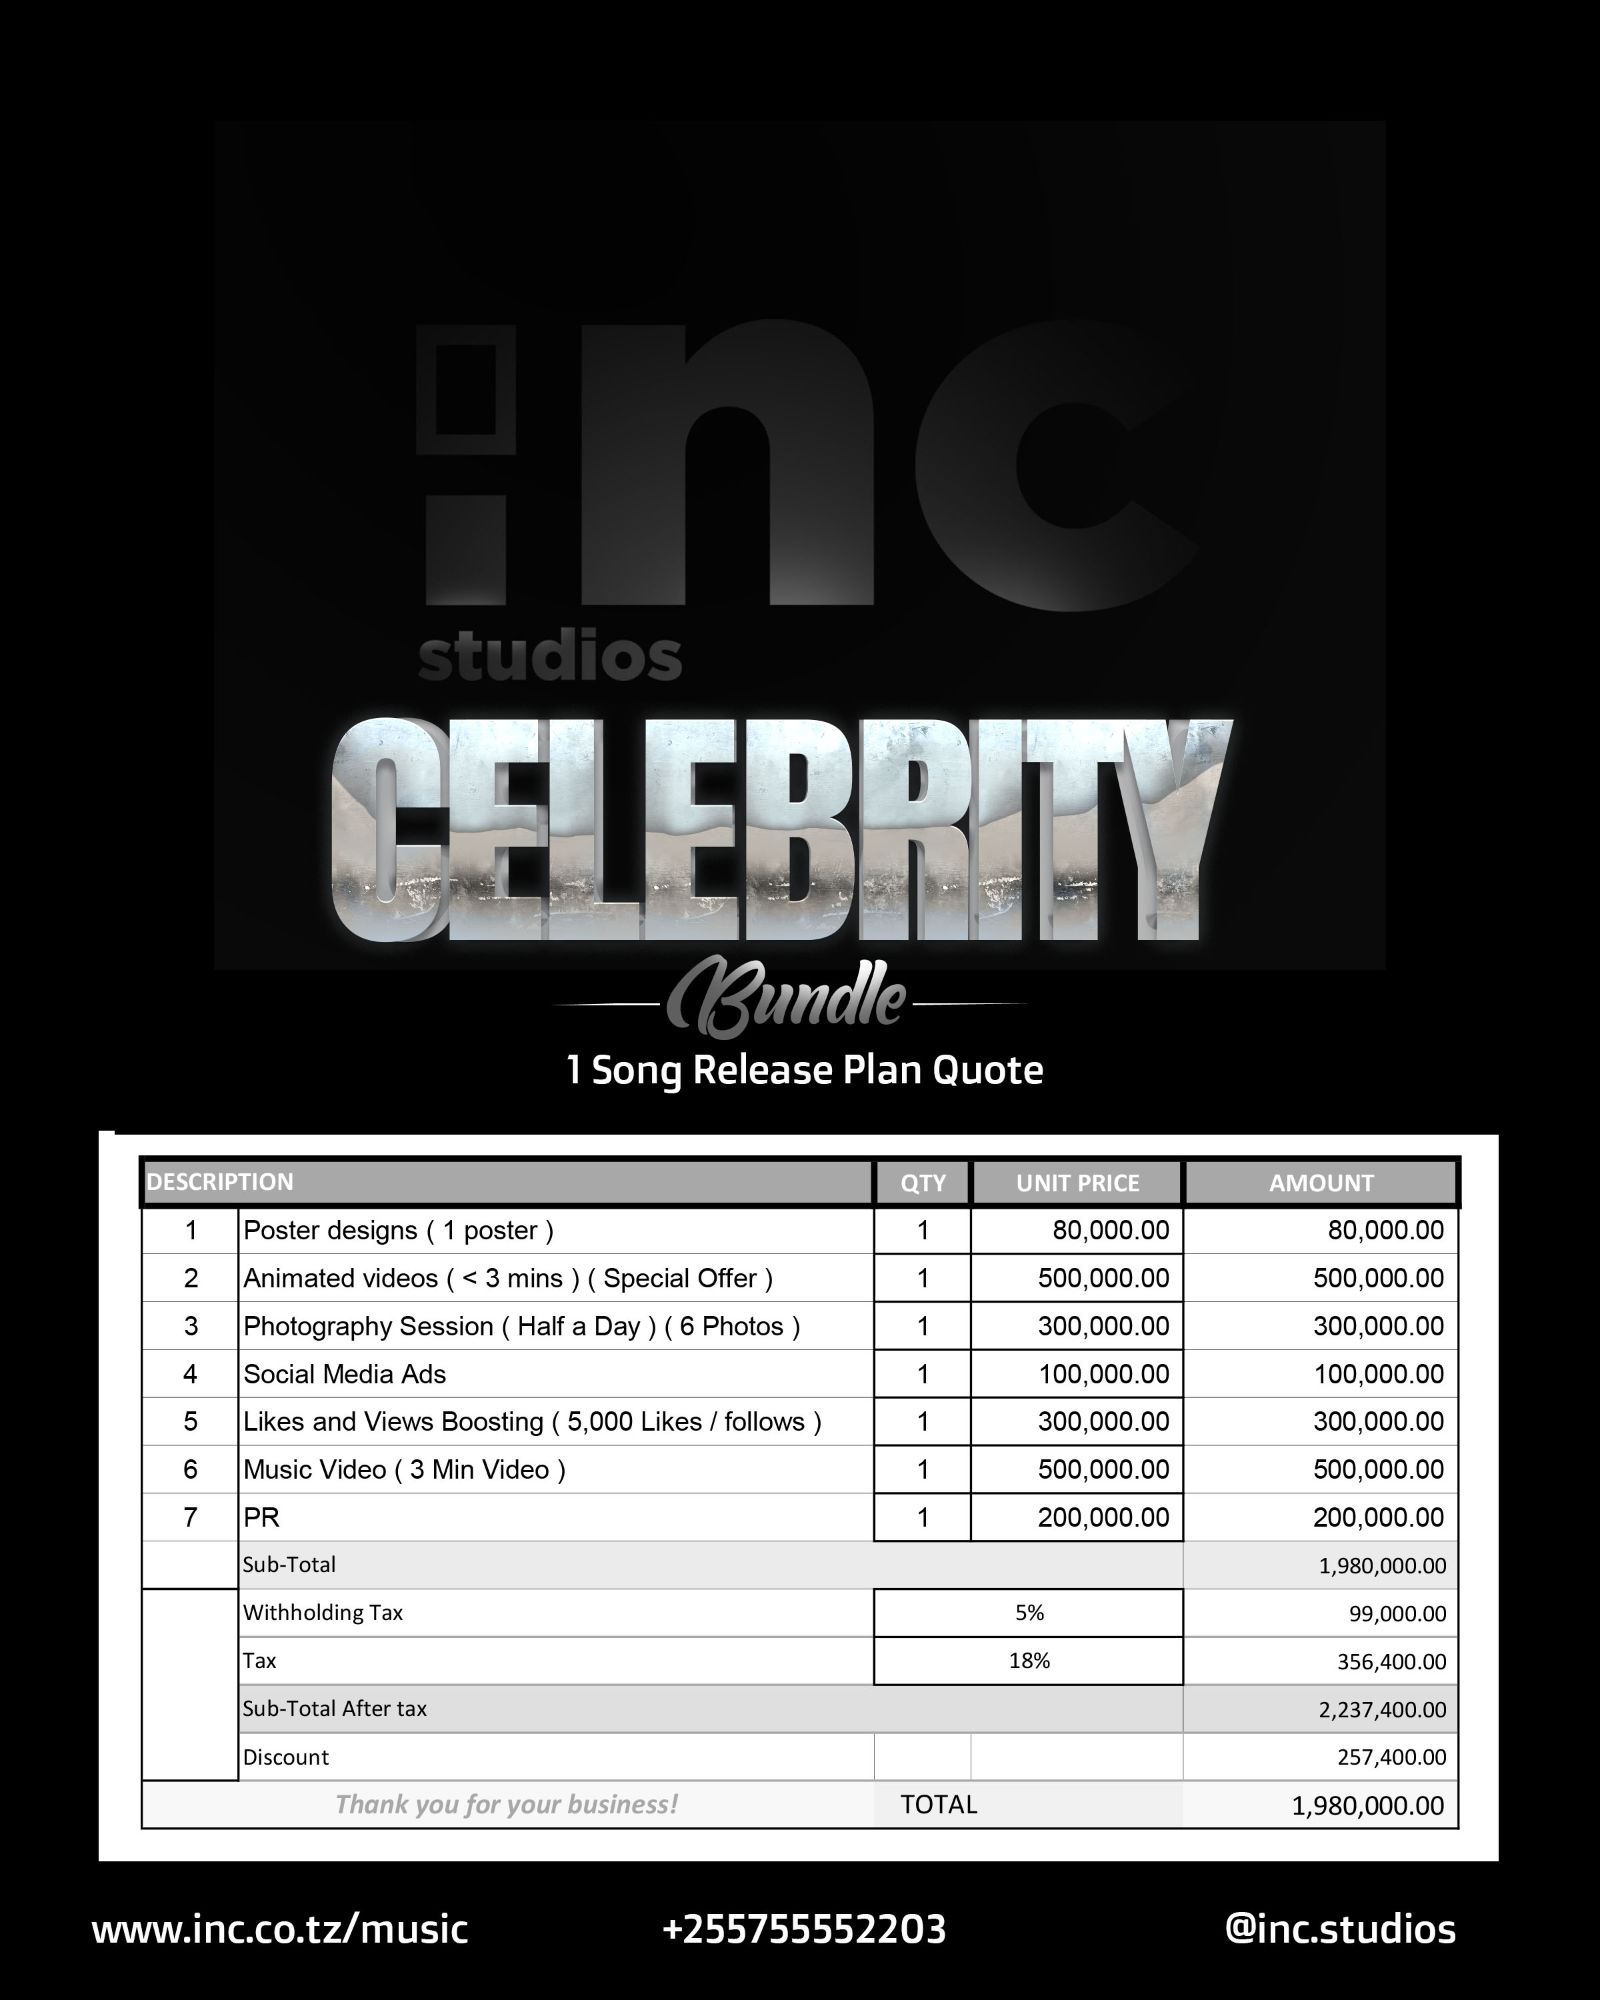 inc
studios
CELEBRITY
Bundle
1 Song Release Plan Quote
DESCRIPTION QTY UNIT PRICE AMOUNT
1 Poster designs ( 1 poster ) 1 80,000.00 80,000.00
2 Animated videos ( < 3 mins ) ( Special Offer ) 1 500,000.00 500,000.00
3 Photography Session ( Half a Day ) ( 6 Photos ) 1 300,000.00 300,000.00
4 Social Media Ads 1 100,000.00 100,000.00
5 Likes and Views Boosting ( 5,000 Likes / follows ) 1 300,000.00 300,000.00
6 Music Video ( 3 Min Video ) 1 500,000.00 500,000.00
7 PR 1 200,000.00 200,000.00
Sub-Total 1,980,000.00
Withholding Tax 5% 99,000.00
Tax 18% 356,400.00
Sub-Total After tax 2,237,400.00
Discount 257,400.00
Thank you for your business! TOTAL 1,980,000.00
www.inc.co.tz/music +255755552203 @inc.studios